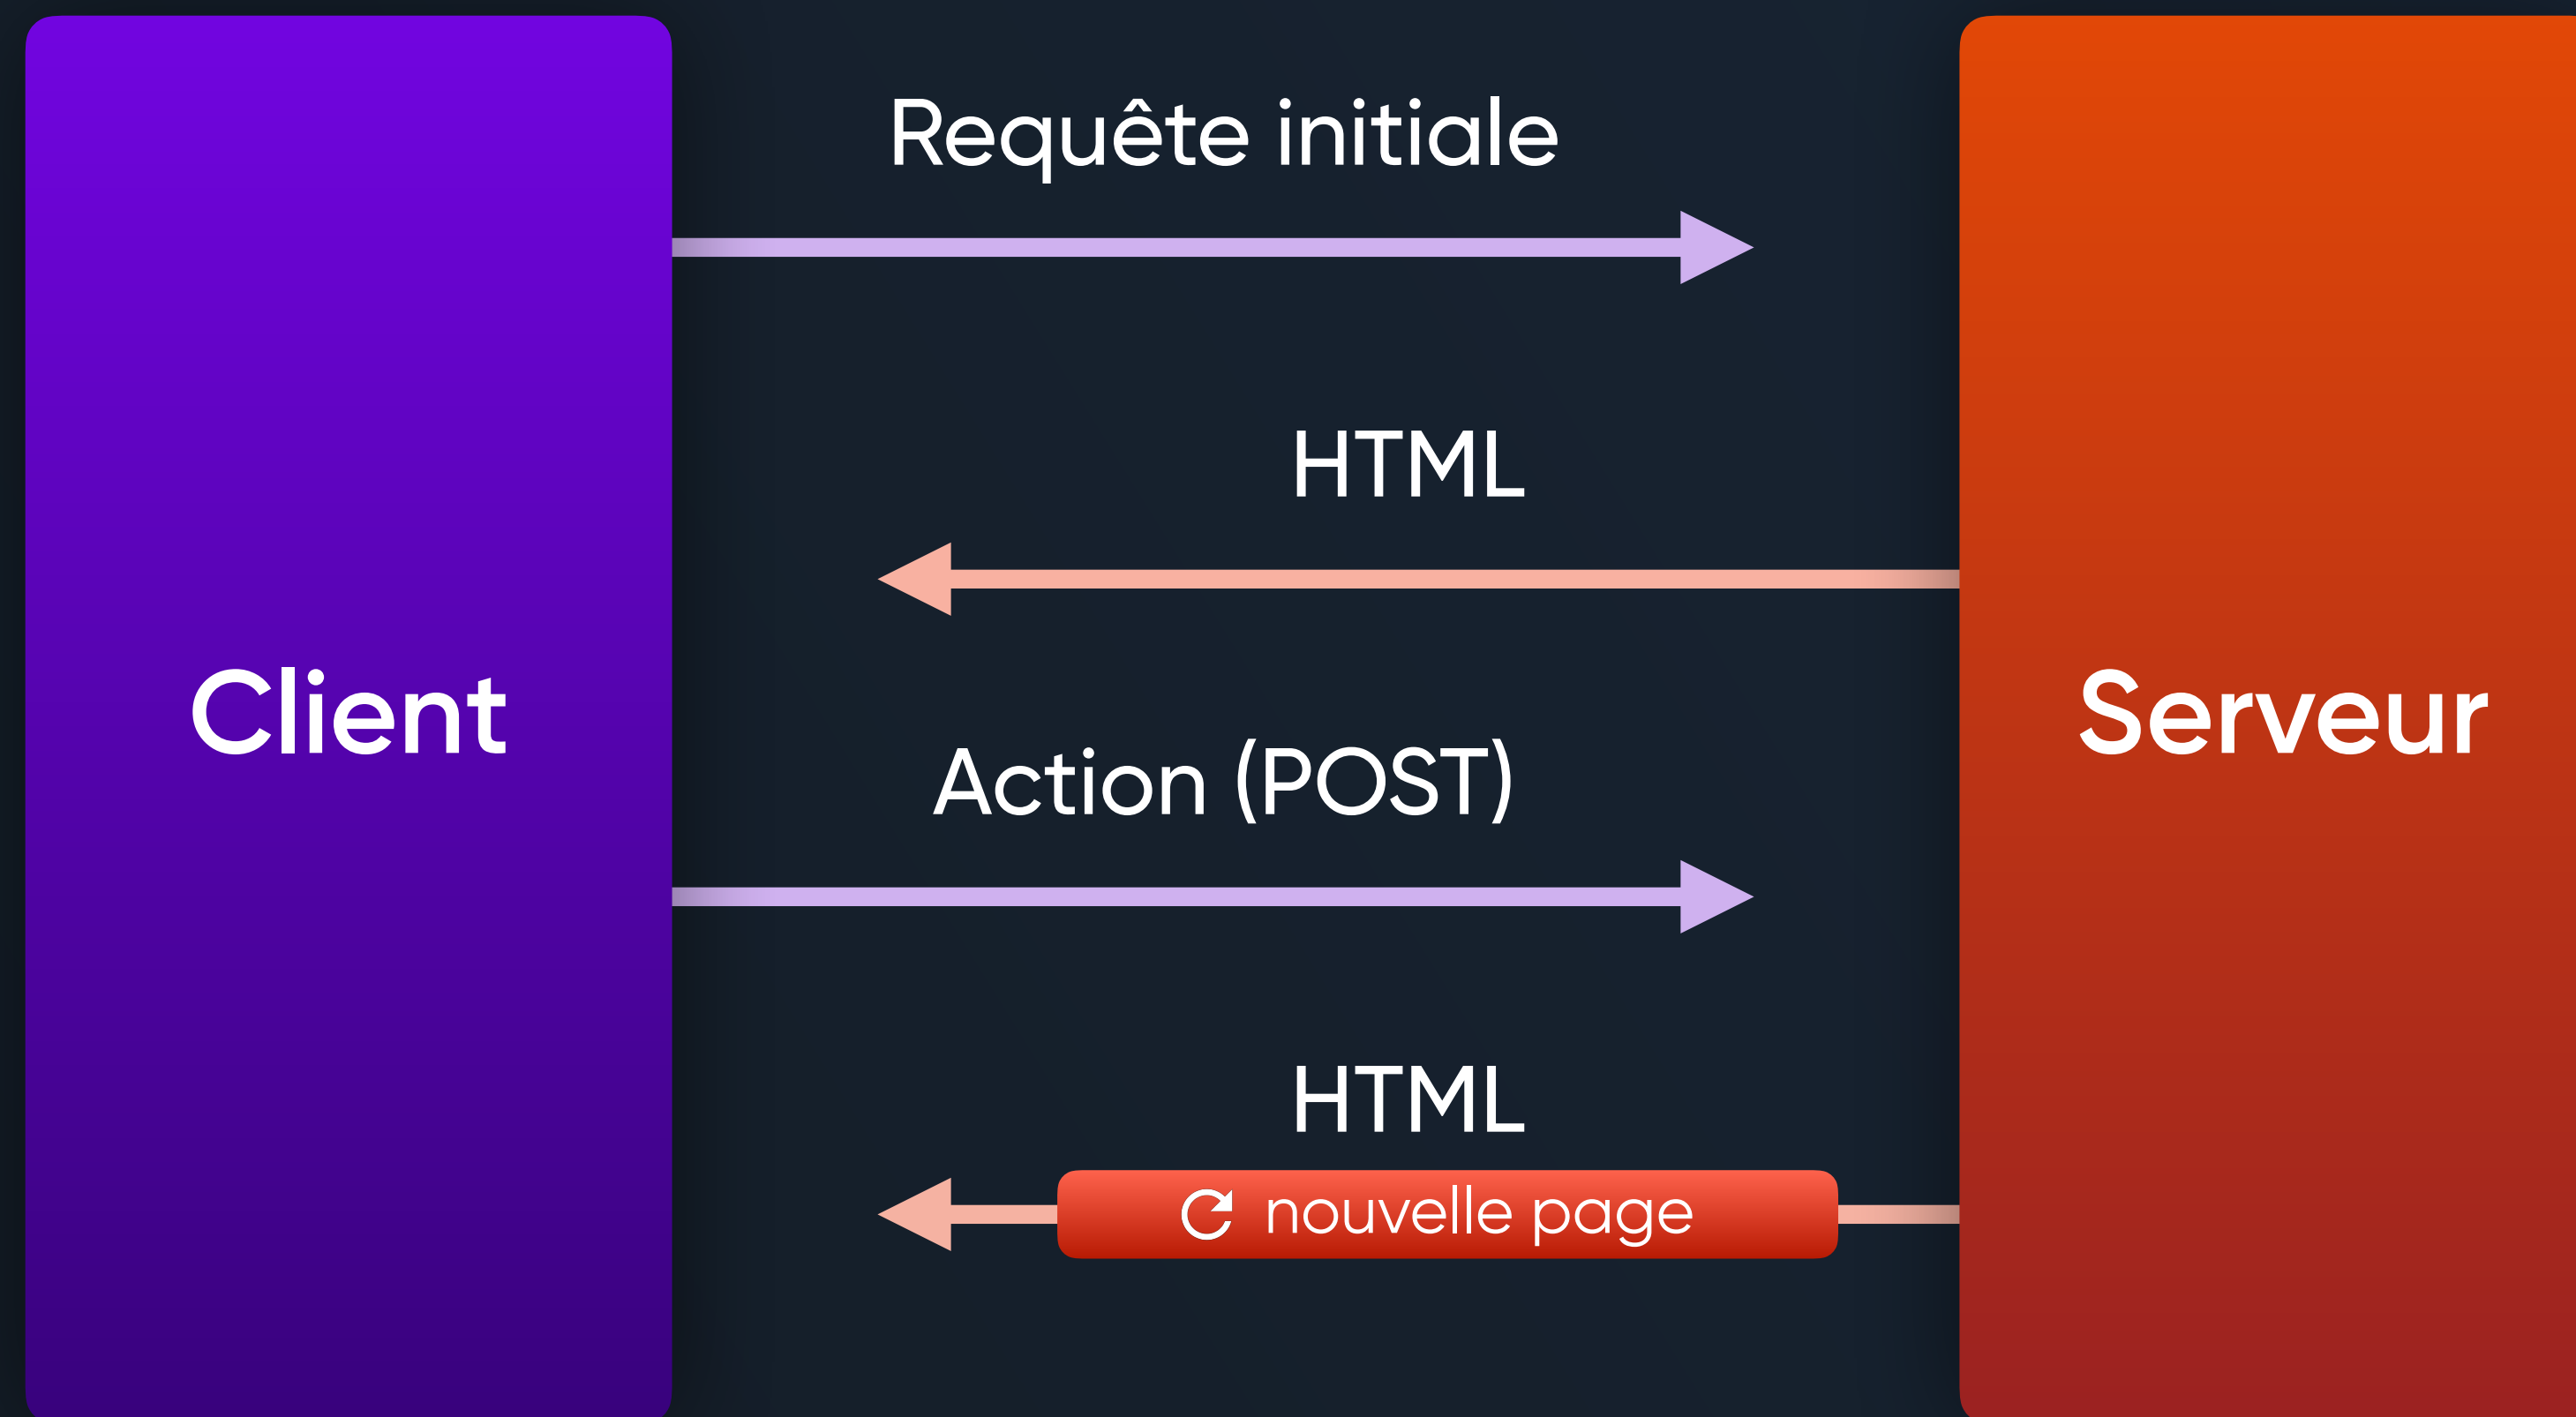 Requête initiale
HTML
Client
Serveur
Action (POST)
HTML
nouvelle page